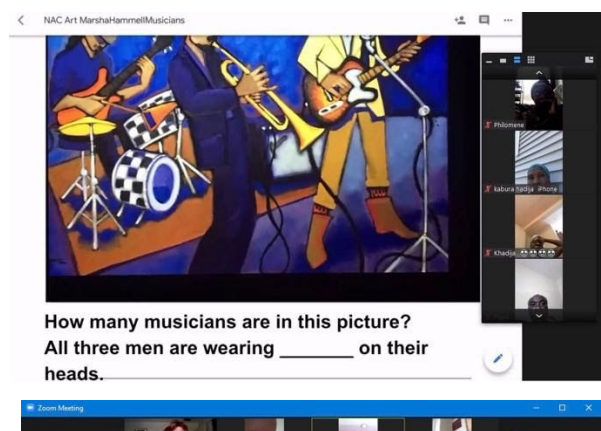 NAC Art MarshaHammellMusicians
Philomene
kabura hadija iPhone
Khadija
How many musicians are in this picture?
All three men are wearing _______ on their
heads.
Zoom Meeting